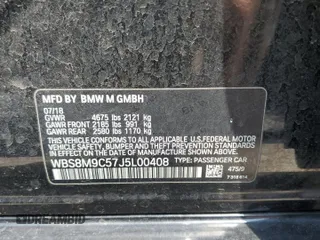 MFD BY BMW M GMBH
07/18
GVWR 4675 lbs 2121 kg
GAWR FRONT 2185 lbs 991 kg
GAWR REAR 2580 lbs 1170 kg
THIS VEHICLE CONFORMS TO ALL APPLICABLE U.S. FEDERAL MOTOR
VEHICLE SAFETY, BUMPER AND THEFT
PREVENTION STANDARDS IN EFFECT ON
THE DATE OF MANUFACTURE SHOWN ABOVE.
WBS8M9C57J5L00408 TYPE: PASSENGER CAR
475/0
DREAMBID